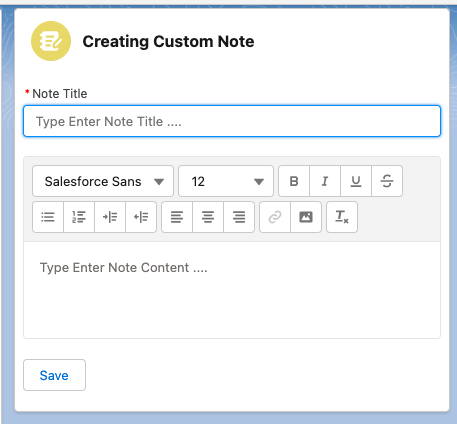 Creating Custom Note
* Note Title
Type Enter Note Title ....
Salesforce Sans 12 B I U S
Type Enter Note Content ....
Save